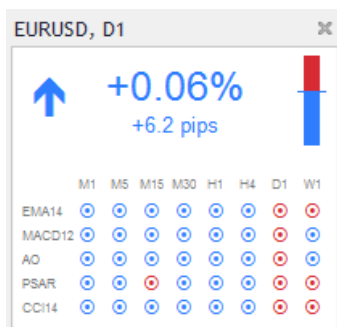 EURUSD, D1
+0.06%
+6.2 pips
M1 M5 M15 M30 H1 H4 D1 W1
EMA14
MACD12
AO
PSAR
CCI14